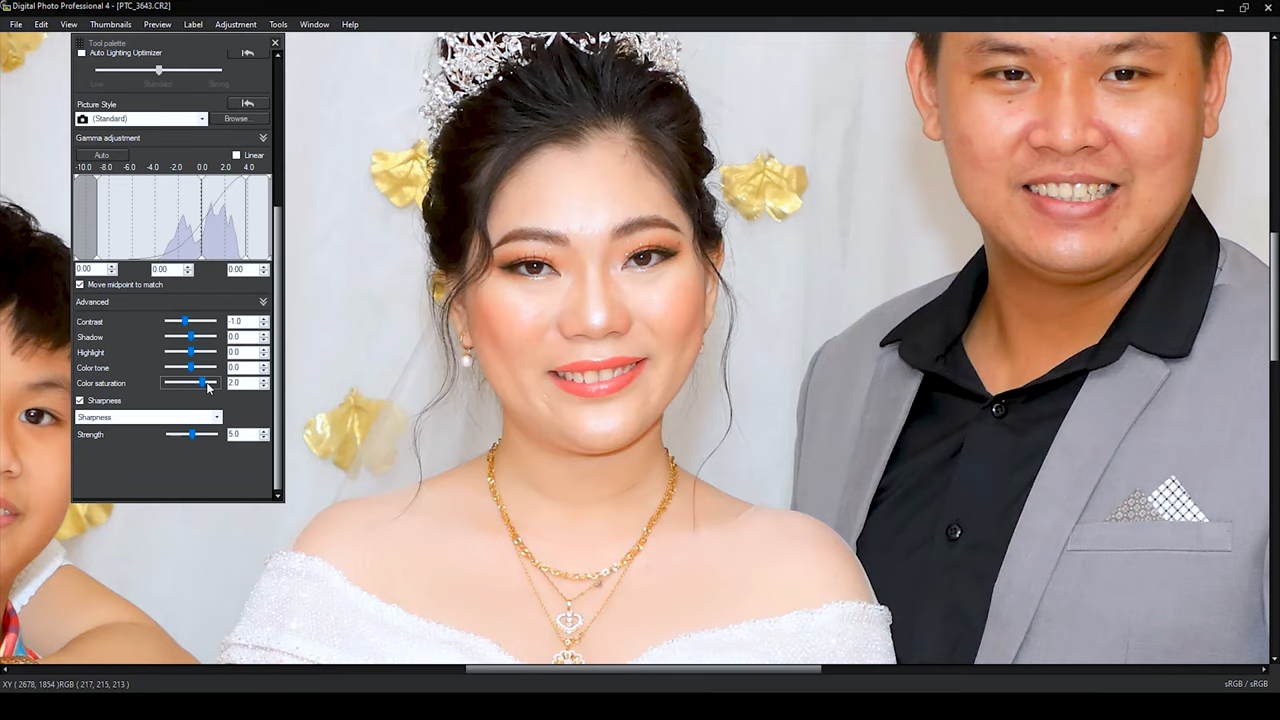 Digital Photo Professional 4 - [PTC_3643.CR2]
File Edit View Thumbnails Preview Label Adjustment Tools Window Help
Tool palette
Auto Lighting Optimizer
Low Standard Strong
Picture Style
(Standard) Browse...
Gamma adjustment
Auto Linear
-10.0 -8.0 -6.0 -4.0 -2.0 0.0 2.0 4.0
0.00 0.00 0.00
Move midpoint to match
Advanced
Contrast -1.0
Shadow 0.0
Highlight 0.0
Color tone 0.0
Color saturation 2.0
Sharpness
Sharpness
Strength 5.0
XY ( 2678, 1854 )RGB ( 217, 215, 213 ) sRGB / sRGB